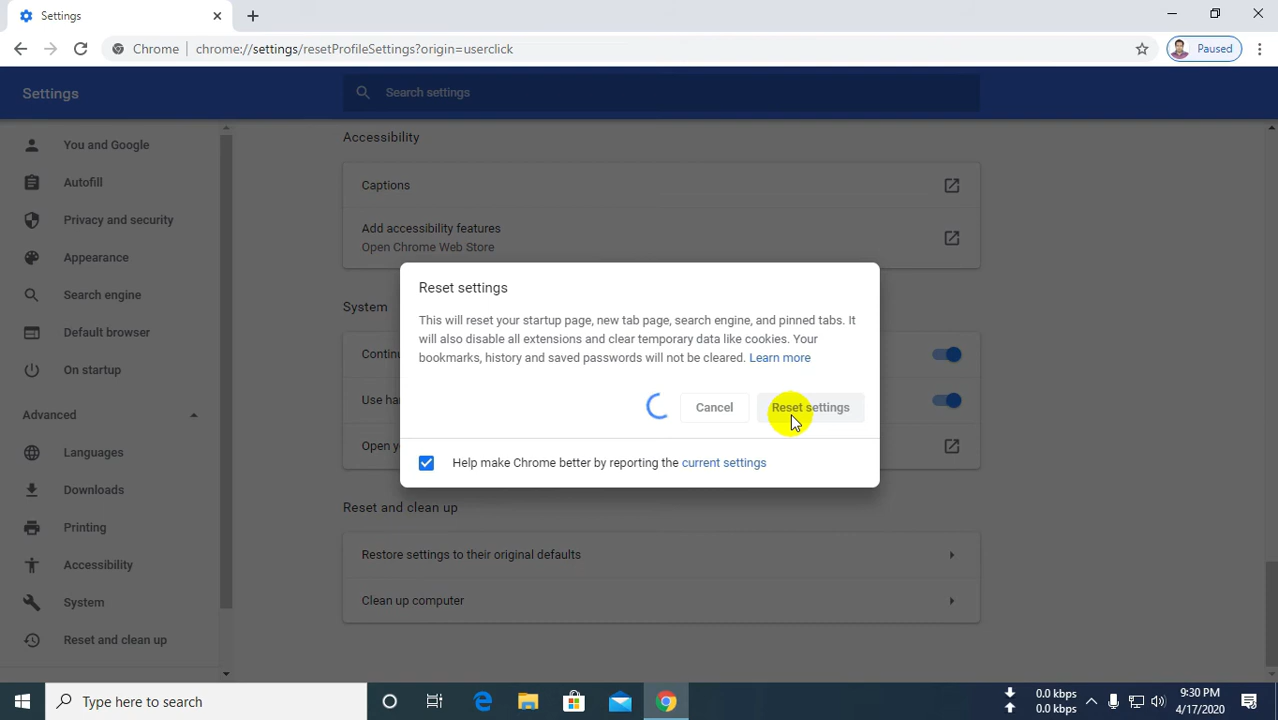 Settings
Chrome
chrome://settings/resetProfileSettings?origin=userclick
Paused
Settings
Search settings
You and Google
Autofill
Privacy and security
Appearance
Search engine
Default browser
On startup
Advanced
Languages
Downloads
Printing
Accessibility
System
Reset and clean up
Accessibility
Captions
Add accessibility features
Open Chrome Web Store
System
Reset settings
This will reset your startup page, new tab page, search engine, and pinned tabs. It
will also disable all extensions and clear temporary data like cookies. Your
bookmarks, history and saved passwords will not be cleared. Learn more
Cancel
Reset settings
Help make Chrome better by reporting the current settings
Reset and clean up
Restore settings to their original defaults
Clean up computer
Type here to search
0.0 kbps
0.0 kbps
9:30 PM
4/17/2020